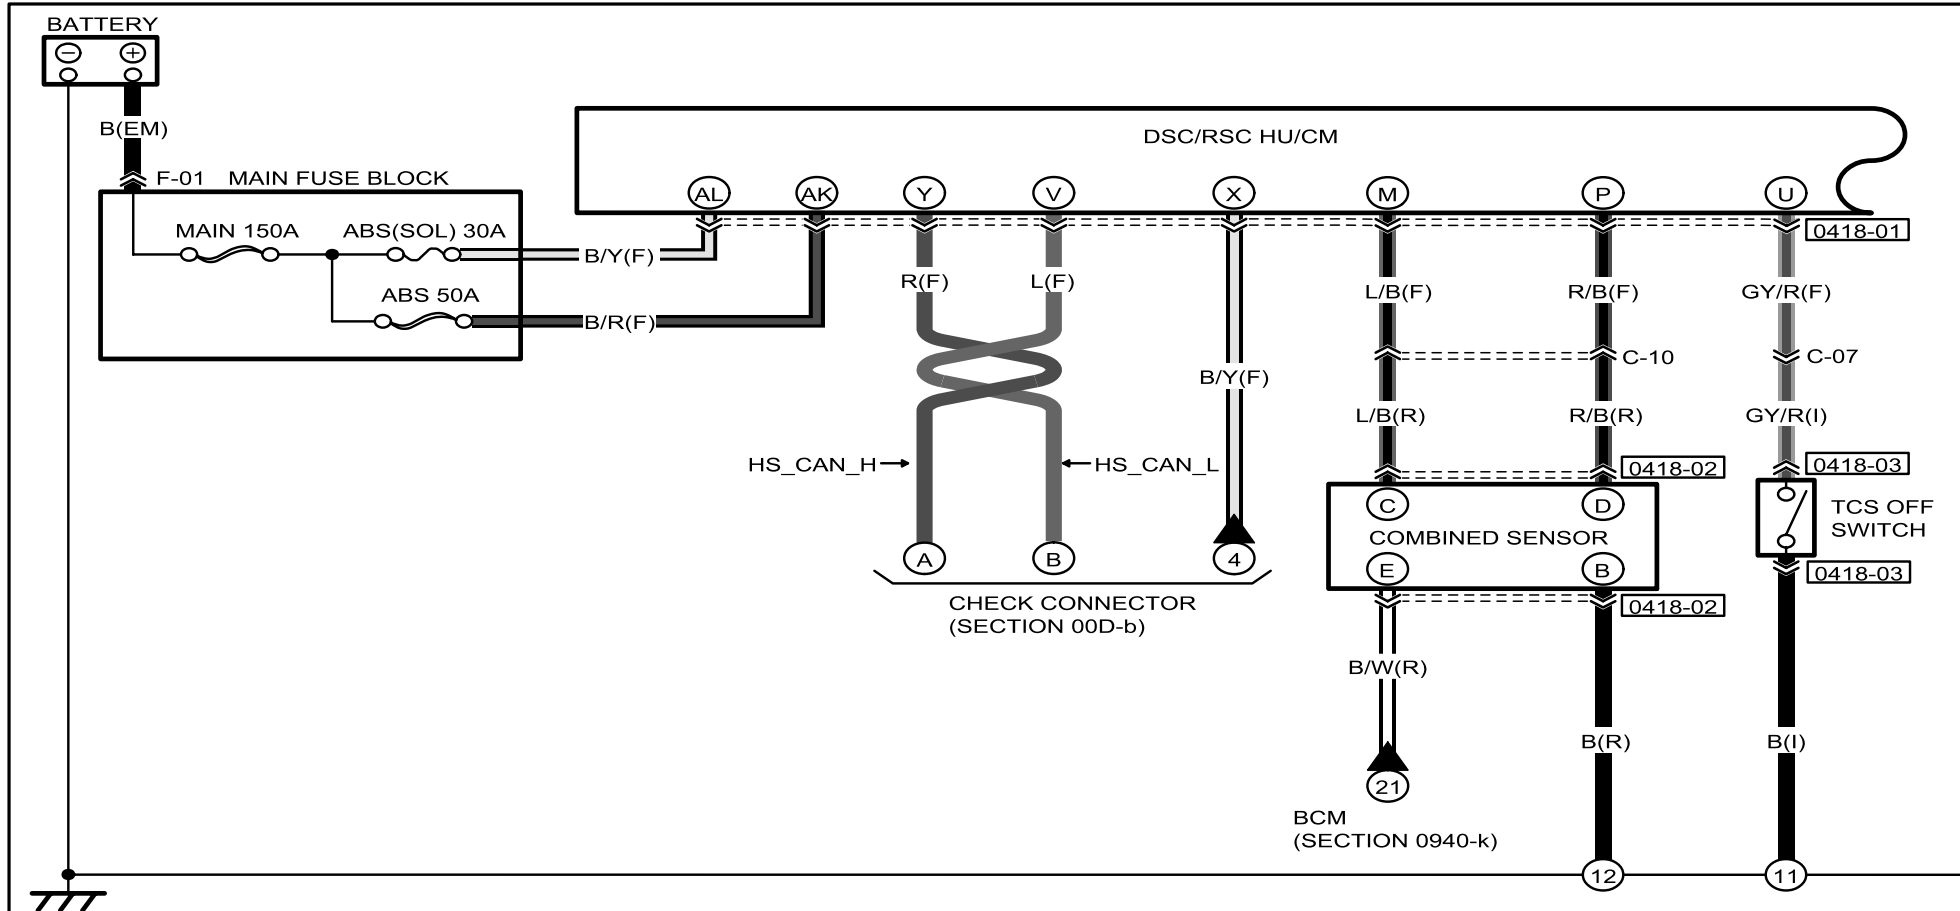 BATTERY
− +
B(EM)
F-01 MAIN FUSE BLOCK
MAIN 150A ABS(SOL) 30A
ABS 50A
B/Y(F)
B/R(F)
DSC/RSC HU/CM
AL AK Y V X M P U
0418-01
R(F) L(F) L/B(F) R/B(F) GY/R(F)
C-10 C-07
B/Y(F)
L/B(R) R/B(R) GY/R(I)
HS_CAN_H HS_CAN_L
0418-02 0418-03
C D
TCS OFF
SWITCH
COMBINED SENSOR
A B 4
E B
0418-03
CHECK CONNECTOR
(SECTION 00D-b)
0418-02
B/W(R)
B(R) B(I)
21
BCM
(SECTION 0940-k)
12 11